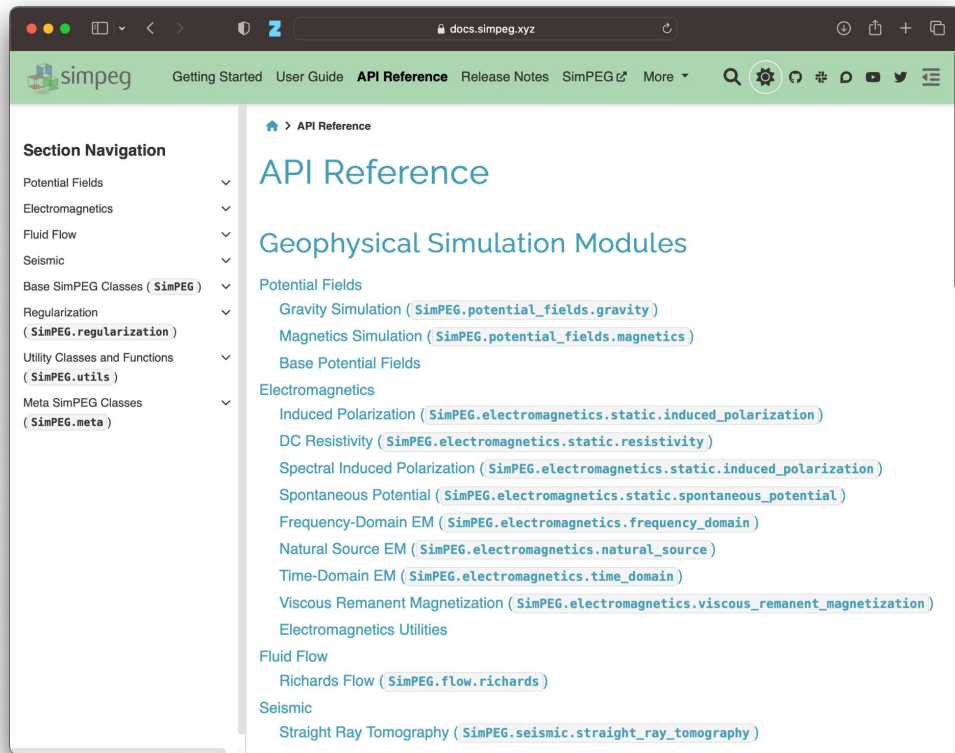 docs.simpeg.xyz
simpeg
Getting Started User Guide API Reference Release Notes SimPEG More
Section Navigation
Potential Fields
Electromagnetics
Fluid Flow
Seismic
Base SimPEG Classes ( SimPEG )
Regularization
( SimPEG.regularization )
Utility Classes and Functions
( SimPEG.utils )
Meta SimPEG Classes
( SimPEG.meta )
> API Reference
API Reference
Geophysical Simulation Modules
Potential Fields
Gravity Simulation ( SimPEG.potential_fields.gravity )
Magnetics Simulation ( SimPEG.potential_fields.magnetics )
Base Potential Fields
Electromagnetics
Induced Polarization ( SimPEG.electromagnetics.static.induced_polarization )
DC Resistivity ( SimPEG.electromagnetics.static.resistivity )
Spectral Induced Polarization ( SimPEG.electromagnetics.static.induced_polarization )
Spontaneous Potential ( SimPEG.electromagnetics.static.spontaneous_potential )
Frequency-Domain EM ( SimPEG.electromagnetics.frequency_domain )
Natural Source EM ( SimPEG.electromagnetics.natural_source )
Time-Domain EM ( SimPEG.electromagnetics.time_domain )
Viscous Remanent Magnetization ( SimPEG.electromagnetics.viscous_remanent_magnetization )
Electromagnetics Utilities
Fluid Flow
Richards Flow ( SimPEG.flow.richards )
Seismic
Straight Ray Tomography ( SimPEG.seismic.straight_ray_tomography )